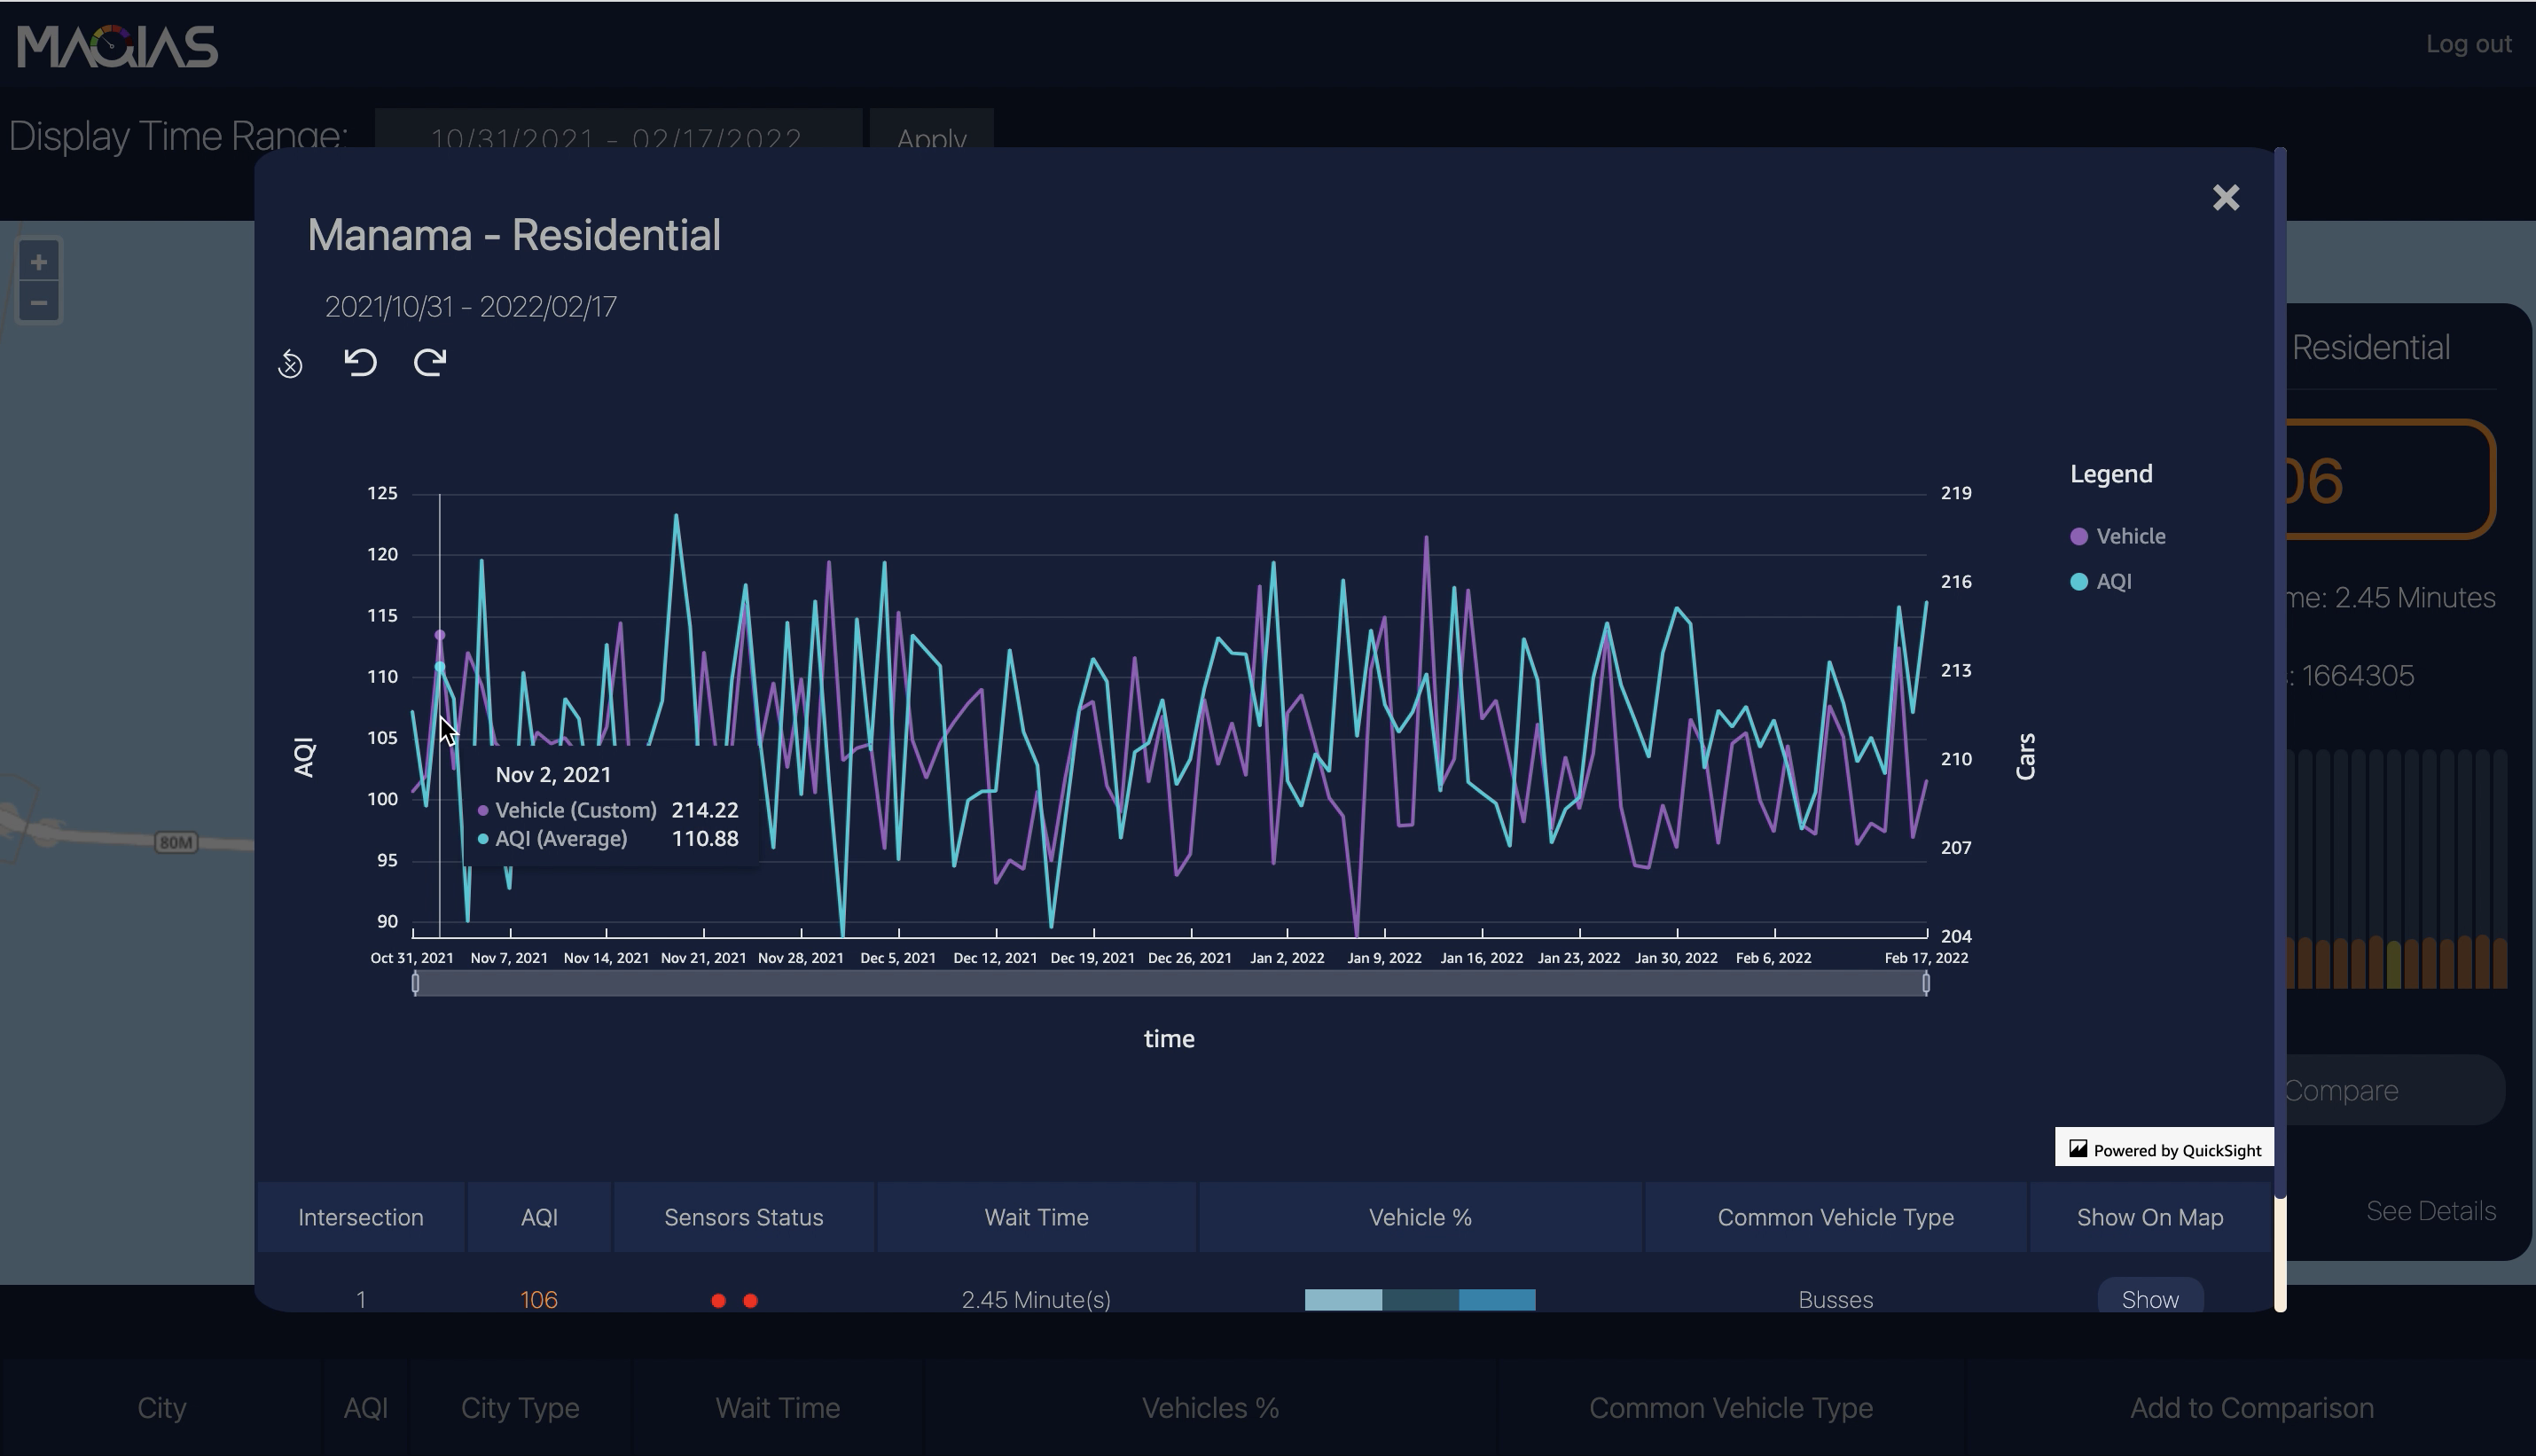 MAQIAS
Log out
Display Time Range:
10/31/2021 - 02/17/2022
Apply
Manama - Residential
2021/10/31 - 2022/02/17
Residential
06
2.45 Minutes
1664305
Compare
See Details
80M
Legend
Vehicle
AQI
125
120
115
110
105
100
95
90
AQI
219
216
213
210
207
204
Cars
Nov 2, 2021
Vehicle (Custom) 214.22
AQI (Average) 110.88
Oct 31, 2021 Nov 7, 2021 Nov 14, 2021 Nov 21, 2021 Nov 28, 2021 Dec 5, 2021 Dec 12, 2021 Dec 19, 2021 Dec 26, 2021 Jan 2, 2022 Jan 9, 2022 Jan 16, 2022 Jan 23, 2022 Jan 30, 2022 Feb 6, 2022 Feb 17, 2022
time
Powered by QuickSight
Intersection AQI Sensors Status Wait Time Vehicle % Common Vehicle Type Show On Map
1 106 2.45 Minute(s) Busses Show
City AQI City Type Wait Time Vehicles % Common Vehicle Type Add to Comparison